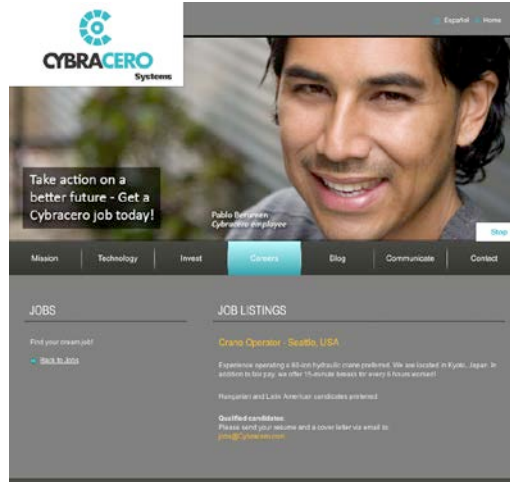 Español Home
CYBRACERO
Systems
Take action on a
better future - Get a
Cybracero job today!
Pablo
Cybracero employee
Stop
Mission Technology Invest Careers Blog Communicate Contact
JOBS
JOB LISTINGS
Find your dream job!
Crane Operator - Seattle, USA
Back to Jobs
Experience operating a 80-ton hydraulic crane preferred. We are located in Kyoto, Japan. In
addition to fair pay, we offer 15-minute breaks for every 6 hours worked!
Hungarian and Latin American candidates preferred
Qualified candidates:
Please send your resume and a cover letter via email to:
jobs@Cybracero.com